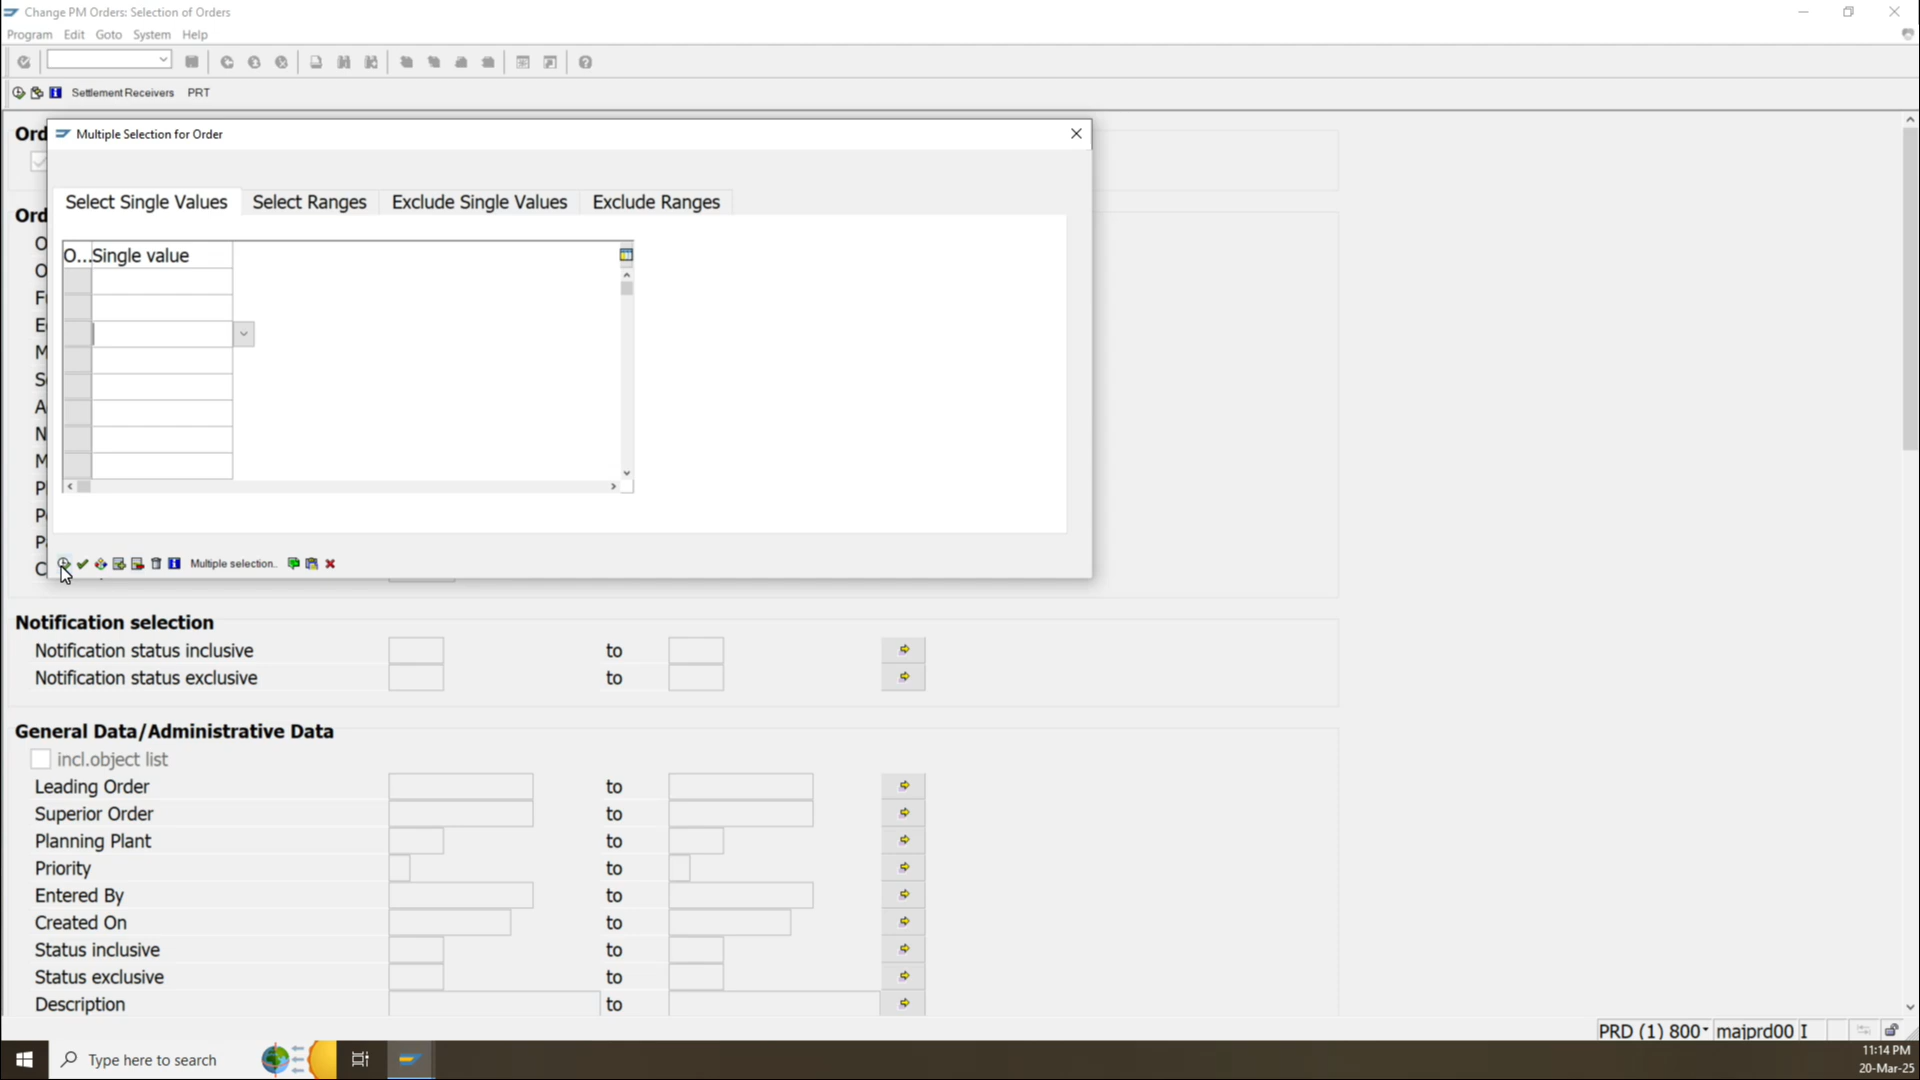 Change PM Orders: Selection of Orders
Program Edit Goto System Help
Settlement Receivers PRT
Ord
Multiple Selection for Order
Select Single Values Select Ranges Exclude Single Values Exclude Ranges
Ord
O... Single value
O
O
F
E
M
S
A
N
M
P
P
P
C
Multiple selection..
Notification selection
Notification status inclusive to
Notification status exclusive to
General Data/Administrative Data
incl.object list
Leading Order to
Superior Order to
Planning Plant to
Priority to
Entered By to
Created On to
Status inclusive to
Status exclusive to
Description to
PRD (1) 800 majprd00 I
Type here to search
11:14 PM
20-Mar-25